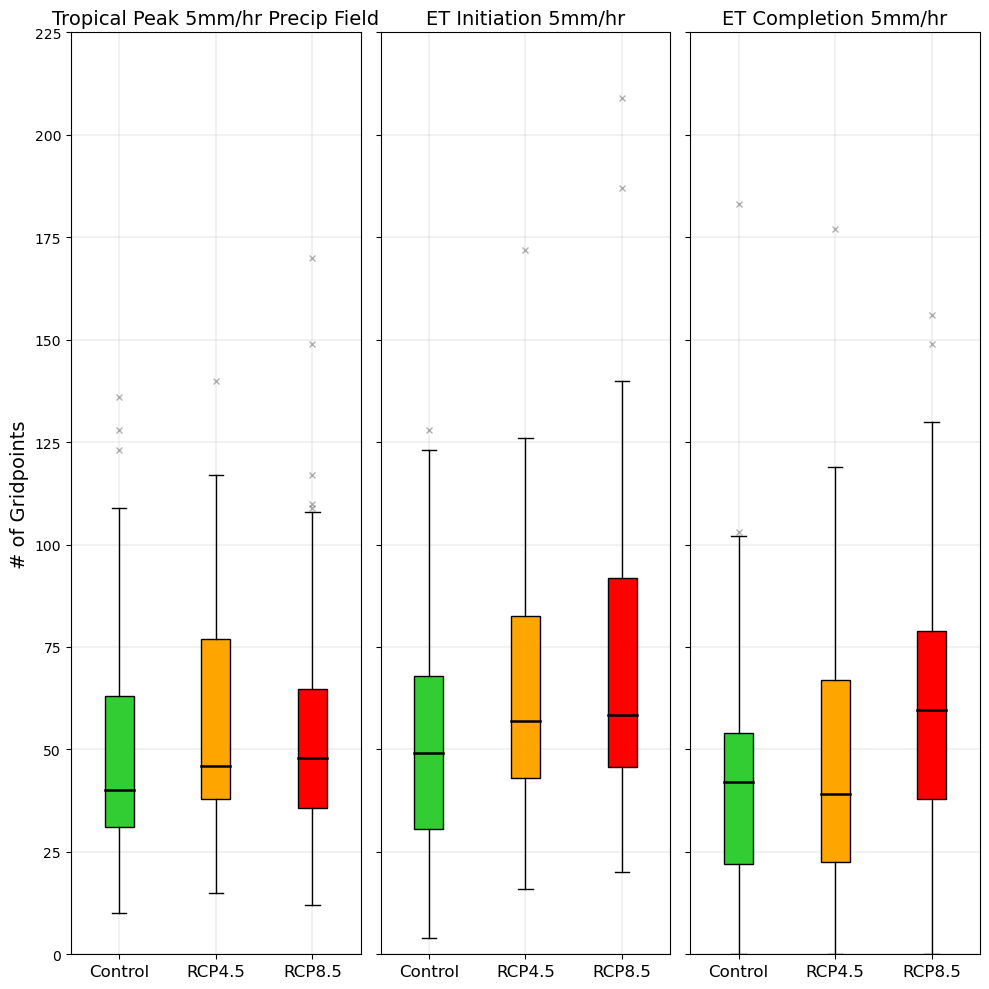 Tropical Peak 5mm/hr Precip Field
ET Initiation 5mm/hr
ET Completion 5mm/hr
# of Gridpoints
225
200
175
150
125
100
75
50
25
0
Control RCP4.5 RCP8.5
Control RCP4.5 RCP8.5
Control RCP4.5 RCP8.5